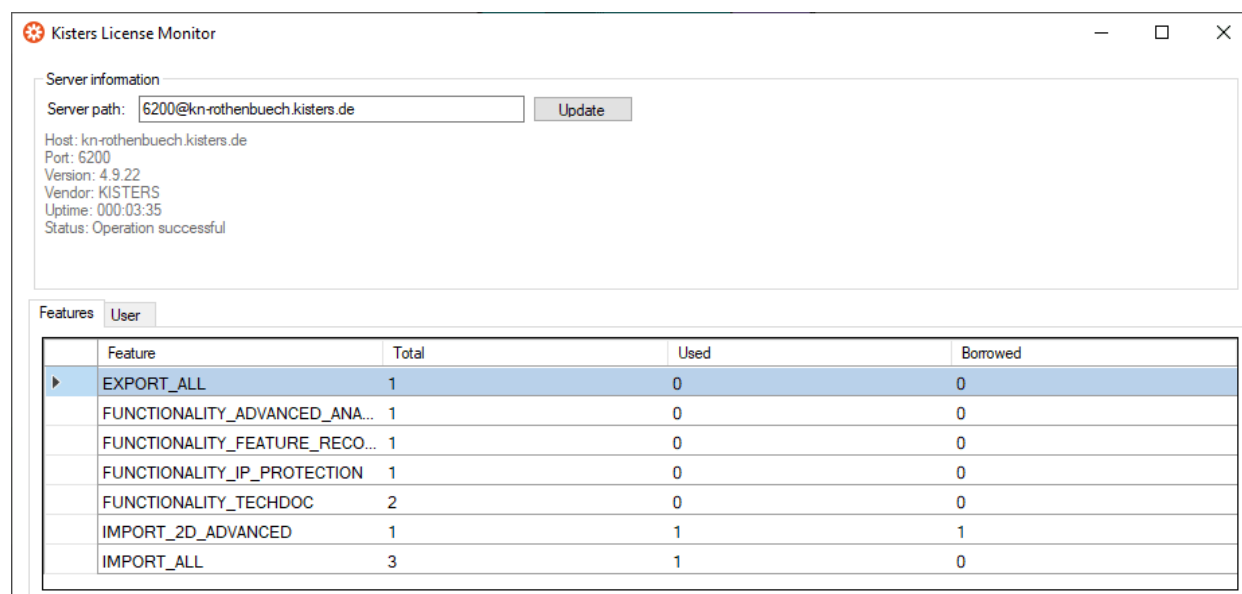 Kisters License Monitor
Server information
Server path: 6200@kn-rothenbuech.kisters.de Update
Host: kn-rothenbuech.kisters.de
Port: 6200
Version: 4.9.22
Vendor: KISTERS
Uptime: 000:03:35
Status: Operation successful
Features User
Feature Total Used Borrowed
EXPORT_ALL 1 0 0
FUNCTIONALITY_ADVANCED_ANA... 1 0 0
FUNCTIONALITY_FEATURE_RECO... 1 0 0
FUNCTIONALITY_IP_PROTECTION 1 0 0
FUNCTIONALITY_TECHDOC 2 0 0
IMPORT_2D_ADVANCED 1 1 1
IMPORT_ALL 3 1 0